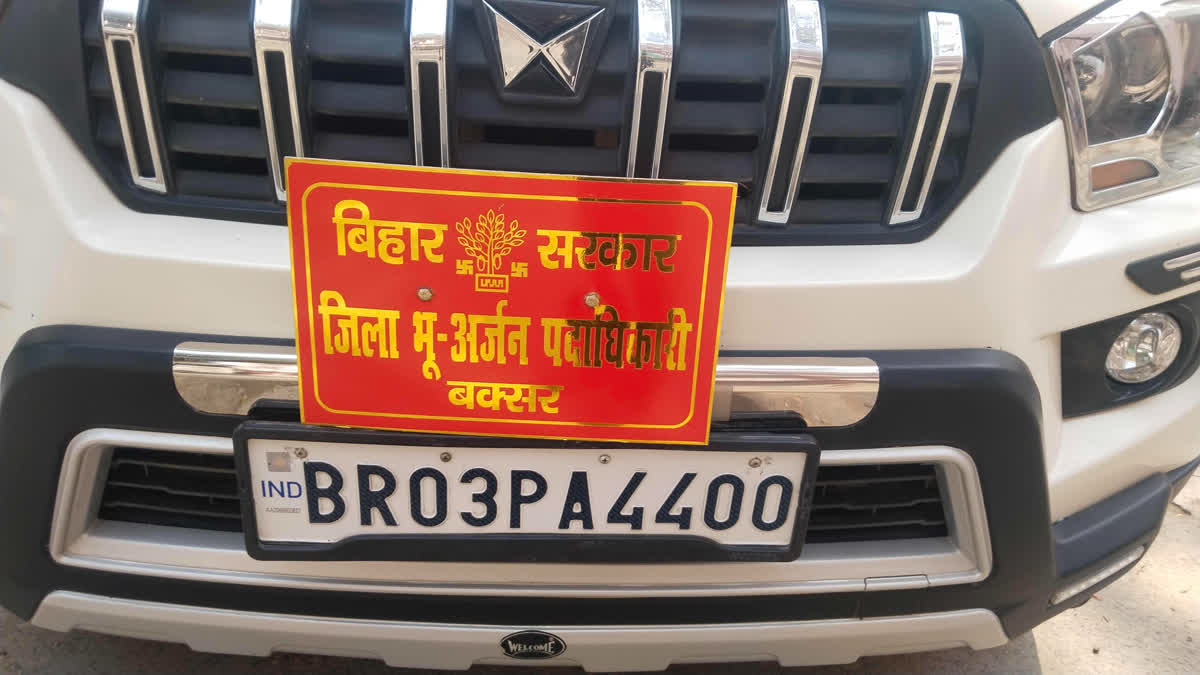 बिहार सरकार
जिला भू-अर्जन पदाधिकारी
बक्सर
IND
BR03PA4400
WELCOME